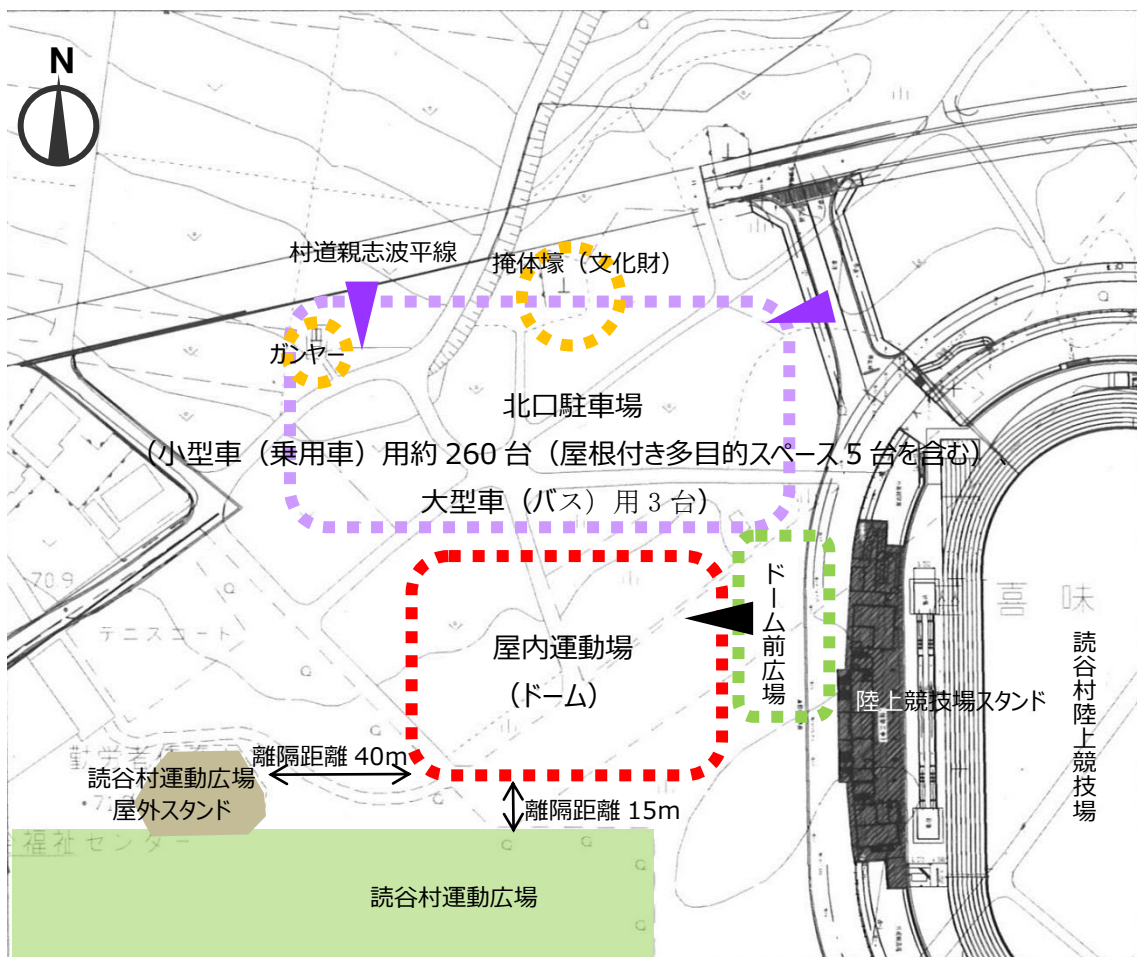 N
村道親志波平線
掩体壕（文化財）
ガンヤー
北口駐車場
（小型車（乗用車）用約 260 台（屋根付き多目的スペース 5 台を含む）、
大型車（バス）用 3 台）
ドーム前広場
屋内運動場
（ドーム）
喜味
読谷村陸上競技場
陸上競技場スタンド
70.9
テニスコート
離隔距離 40m
読谷村運動広場
屋外スタンド
離隔距離 15m
福祉センター
読谷村運動広場